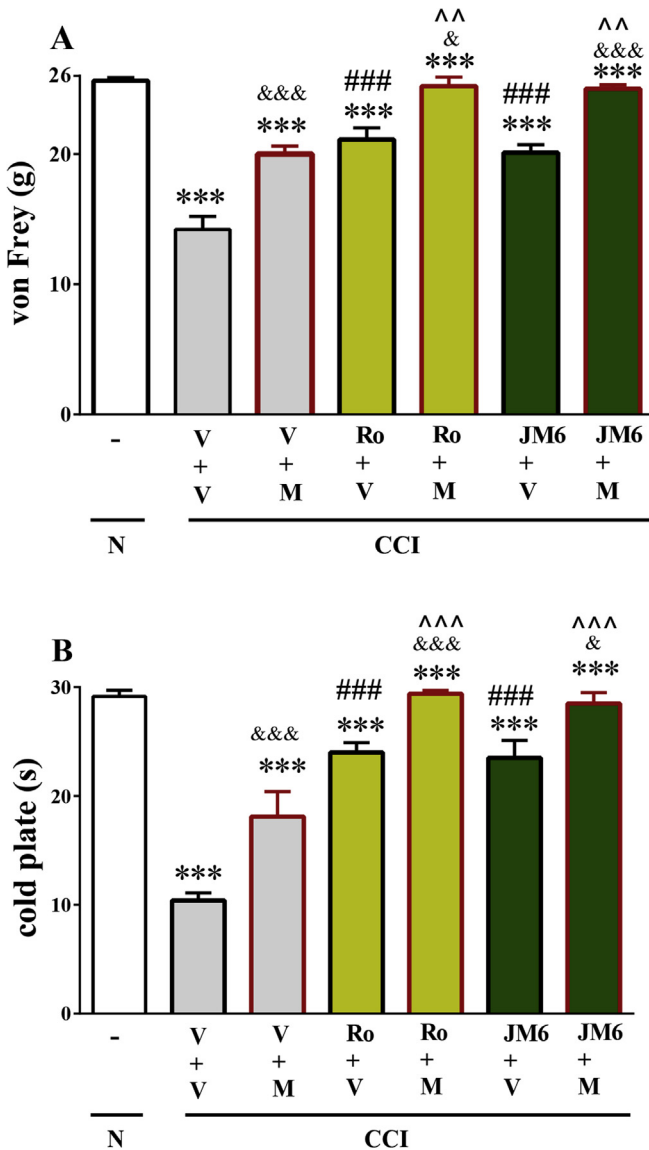 A
^^ ^^
& &&&
### *** ### ***
&&& *** ***
***
***
26
20
10
0
von Frey (g)
- V V Ro Ro JM6 JM6
+ + + + + +
V M V M V M
N CCI
B
^^^ ^^^
&&& &
### *** ### ***
&&& *** ***
***
***
30
20
10
0
cold plate (s)
- V V Ro Ro JM6 JM6
+ + + + + +
V M V M V M
N CCI